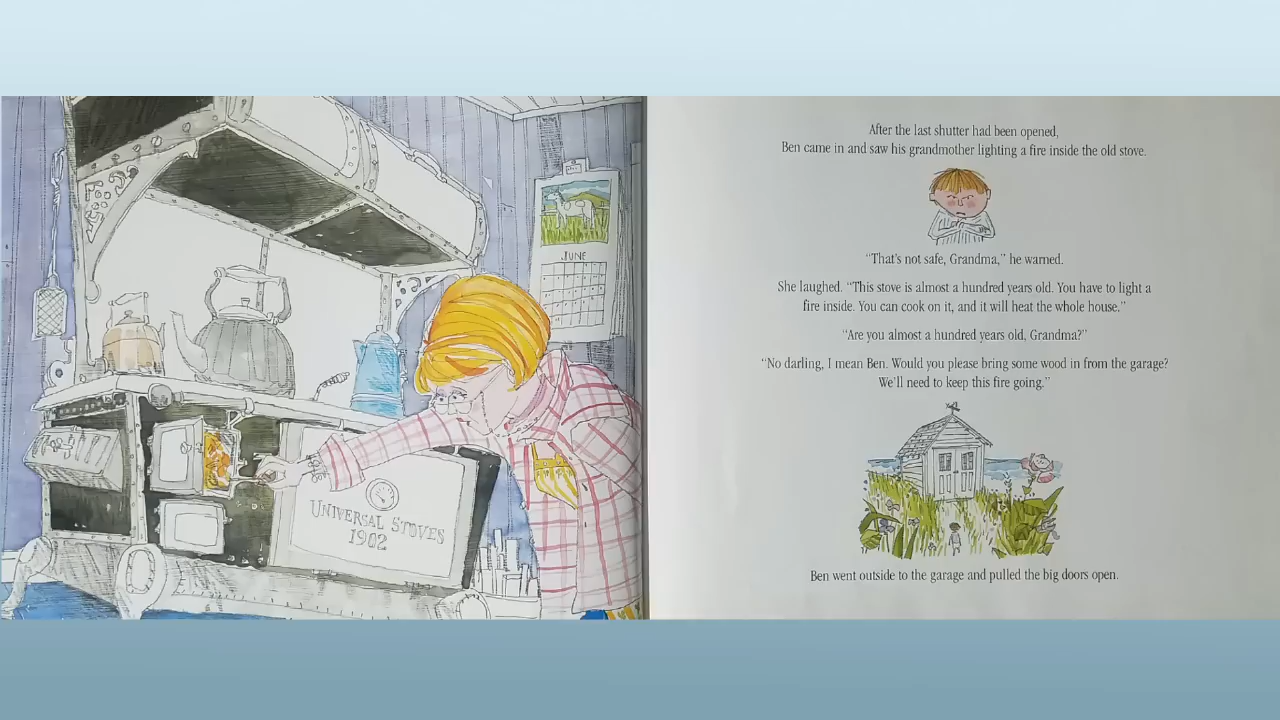 JUNE
UNIVERSAL STOVES
1902
After the last shutter had been opened,
Ben came in and saw his grandmother lighting a fire inside the old stove.
“That's not safe, Grandma,” he warned.
She laughed. “This stove is almost a hundred years old. You have to light a
fire inside. You can cook on it, and it will heat the whole house.”
“Are you almost a hundred years old, Grandma?”
“No darling, I mean Ben. Would you please bring some wood in from the garage?
We'll need to keep this fire going.”
Ben went outside to the garage and pulled the big doors open.